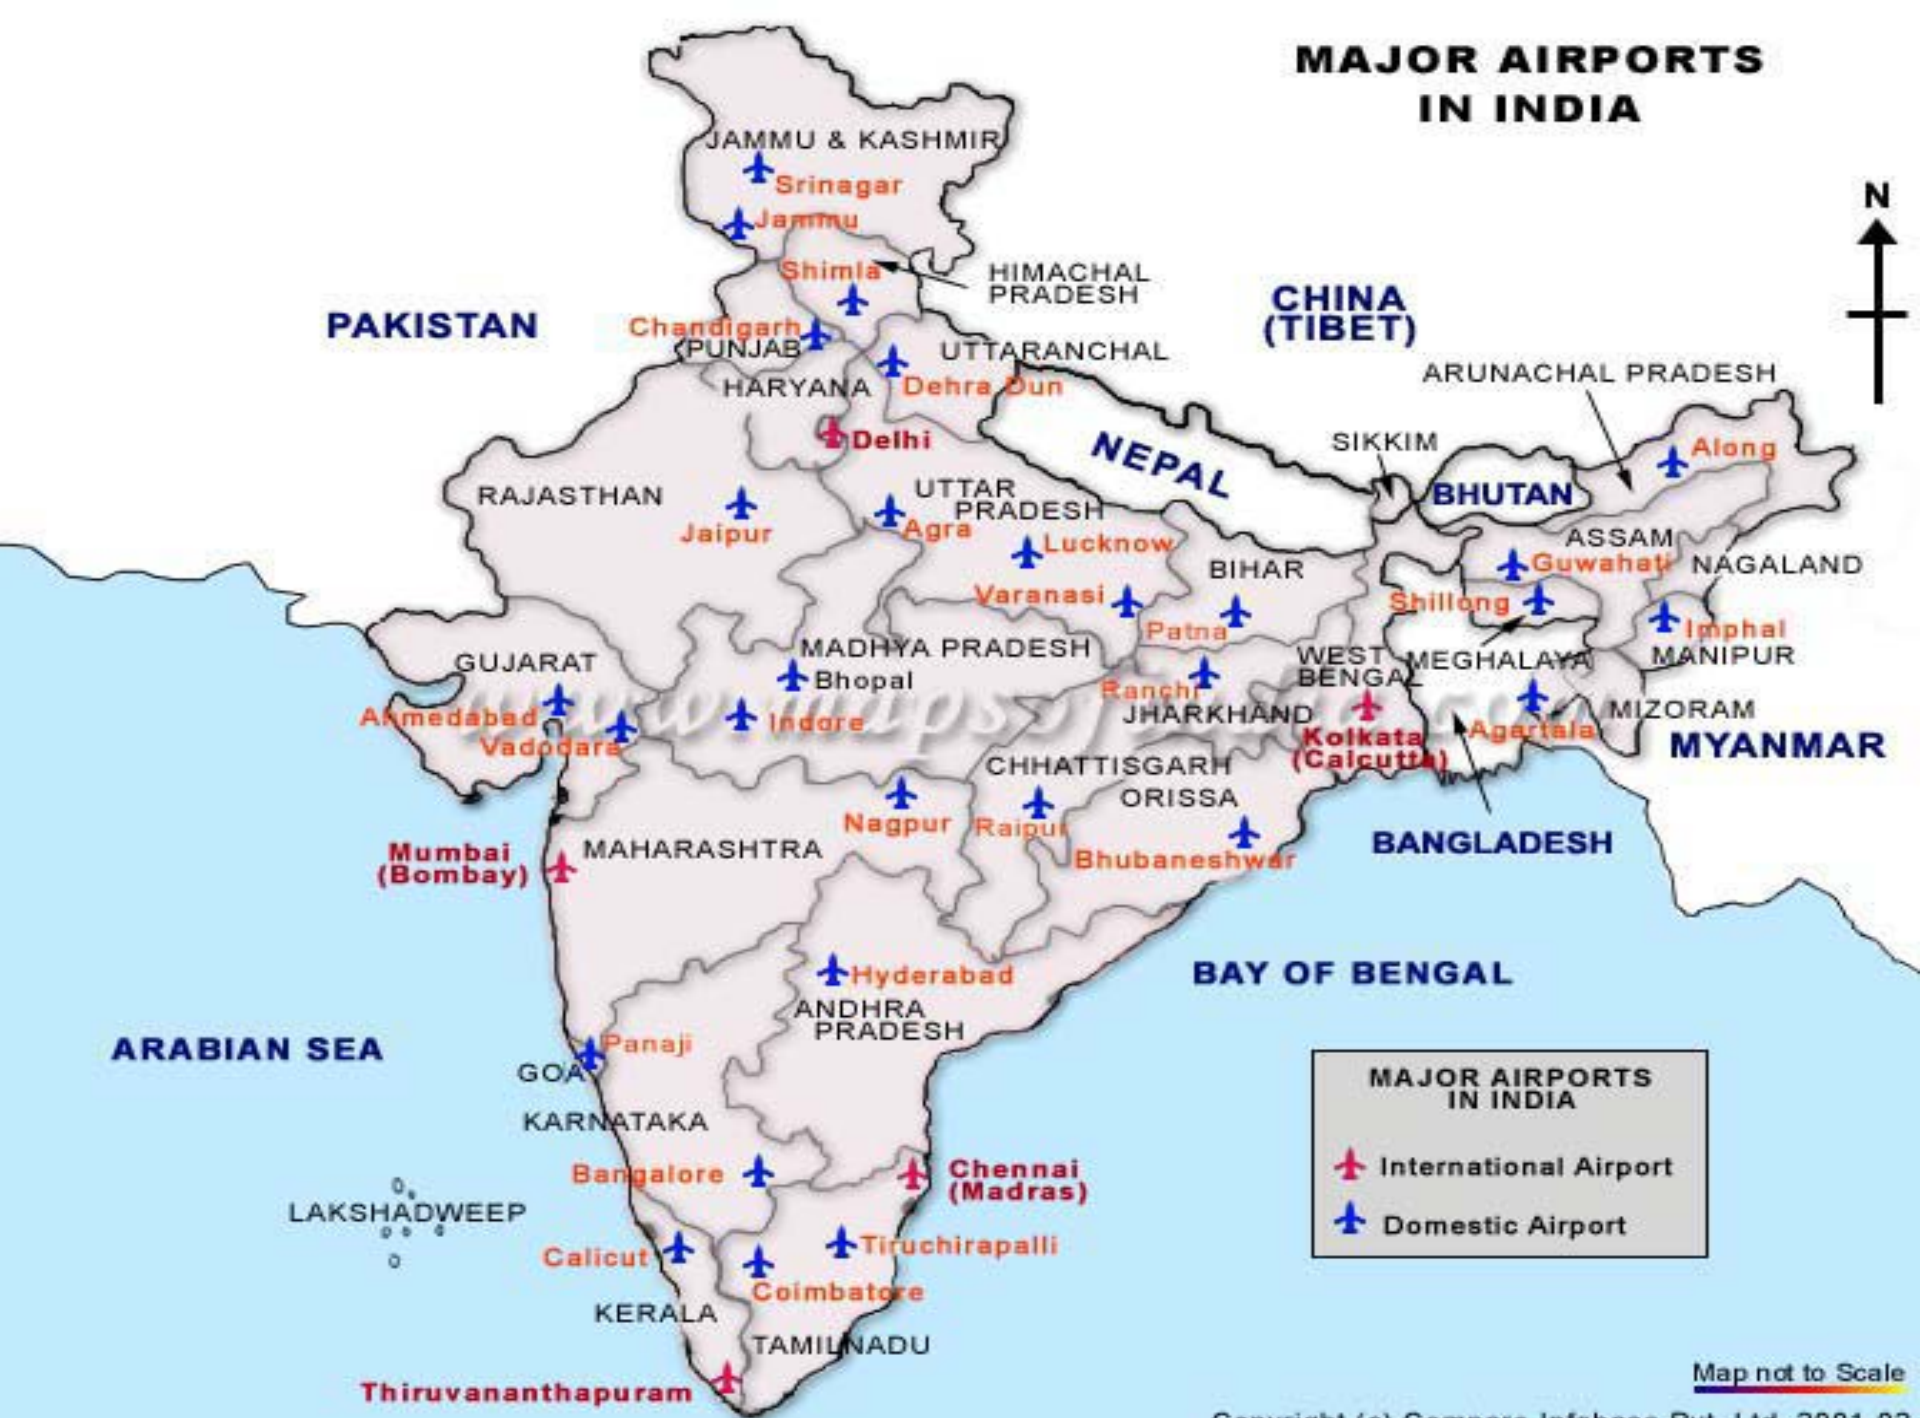 MAJOR AIRPORTS
IN INDIA
N
JAMMU & KASHMIR
Srinagar
Jammu
Shimla
HIMACHAL
PRADESH
CHINA
(TIBET)
PAKISTAN
Chandigarh
PUNJAB
UTTARANCHAL
HARYANA
Dehra Dun
ARUNACHAL PRADESH
Delhi
NEPAL
SIKKIM
Along
RAJASTHAN
UTTAR
PRADESH
BHUTAN
Jaipur
Agra
Lucknow
ASSAM
Guwahati
NAGALAND
BIHAR
Varanasi
Shillong
Patna
Imphal
MANIPUR
GUJARAT
MADHYA PRADESH
WEST
BENGAL
MEGHALAYA
Bhopal
Ranchi
JHARKHAND
MIZORAM
Ahmedabad
Indore
Vadodara
Kolkata
(Calcutta)
Agartala
MYANMAR
CHHATTISGARH
ORISSA
Nagpur
Raipur
BANGLADESH
Mumbai
(Bombay)
MAHARASHTRA
Bhubaneshwar
Hyderabad
BAY OF BENGAL
ANDHRA
PRADESH
ARABIAN SEA
Panaji
GOA
KARNATAKA
MAJOR AIRPORTS
IN INDIA
International Airport
Domestic Airport
Bangalore
Chennai
(Madras)
LAKSHADWEEP
Calicut
Tiruchirapalli
Coimbatore
KERALA
TAMILNADU
Thiruvananthapuram
Map not to Scale